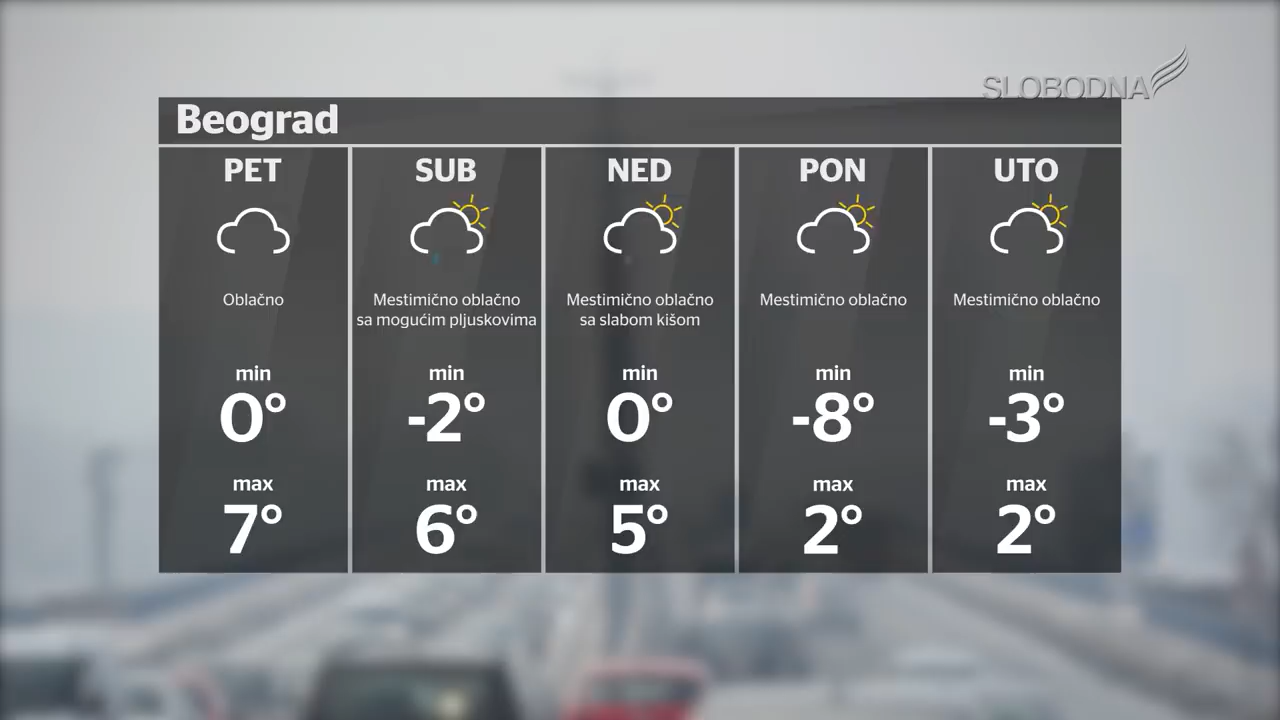 SLOBODNA
Beograd
PET
Oblačno
min
0°
max
7°
SUB
Mestimično oblačno
sa mogućim pljuskovima
min
-2°
max
6°
NED
Mestimično oblačno
sa slabom kišom
min
0°
max
5°
PON
Mestimično oblačno
min
-8°
max
2°
UTO
Mestimično oblačno
min
-3°
max
2°